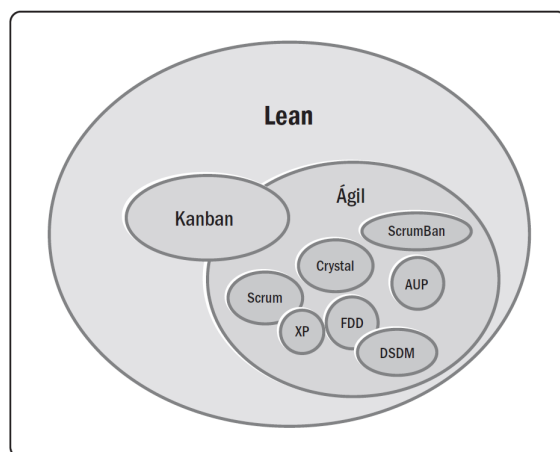 Lean
Ágil
Kanban
ScrumBan
Crystal
AUP
Scrum
XP
FDD
DSDM